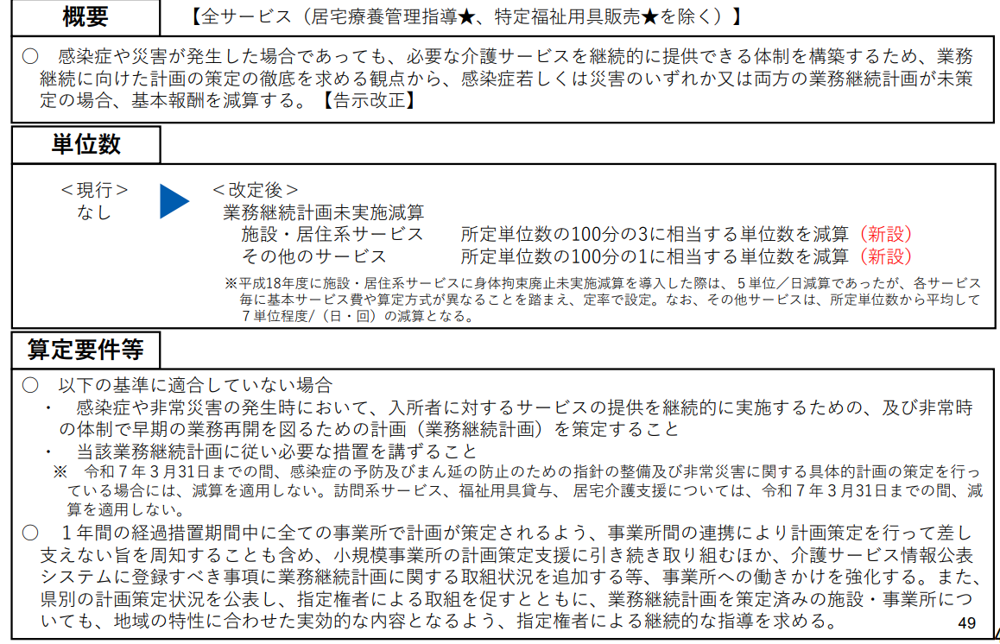 概要
【全サービス（居宅療養管理指導★、特定福祉用具販売★を除く）】
○　感染症や災害が発生した場合であっても、必要な介護サービスを継続的に提供できる体制を構築するため、業務
継続に向けた計画の策定の徹底を求める観点から、感染症若しくは災害のいずれか又は両方の業務継続計画が未策
定の場合、基本報酬を減算する。【告示改正】
単位数
＜現行＞
なし
＜改定後＞
業務継続計画未実施減算
施設・居住系サービス　　所定単位数の100分の3に相当する単位数を減算（新設）
その他のサービス　　所定単位数の100分の1に相当する単位数を減算（新設）
※平成18年度に施設・居住系サービスに身体拘束廃止未実施減算を導入した際は、５単位／日減算であったが、各サービス
毎に基本サービス費や算定方式が異なることを踏まえ、定率で設定。なお、その他サービスは、所定単位数から平均して
７単位程度/（日・回）の減算となる。
算定要件等
○　以下の基準に適合していない場合
・　感染症や非常災害の発生時において、入所者に対するサービスの提供を継続的に実施するための、及び非常時
の体制で早期の業務再開を図るための計画（業務継続計画）を策定すること
・　当該業務継続計画に従い必要な措置を講ずること
※　令和７年３月31日までの間、感染症の予防及びまん延の防止のための指針の整備及び非常災害に関する具体的計画の策定を行っ
ている場合には、減算を適用しない。訪問系サービス、福祉用具貸与、 居宅介護支援については、令和７年３月31日までの間、減
算を適用しない。
○　１年間の経過措置期間中に全ての事業所で計画が策定されるよう、事業所間の連携により計画策定を行って差し
支えない旨を周知することも含め、小規模事業所の計画策定支援に引き続き取り組むほか、介護サービス情報公表
システムに登録すべき事項に業務継続計画に関する取組状況を追加する等、事業所への働きかけを強化する。また、
県別の計画策定状況を公表し、指定権者による取組を促すとともに、業務継続計画を策定済みの施設・事業所につ
いても、地域の特性に合わせた実効的な内容となるよう、指定権者による継続的な指導を求める。
49